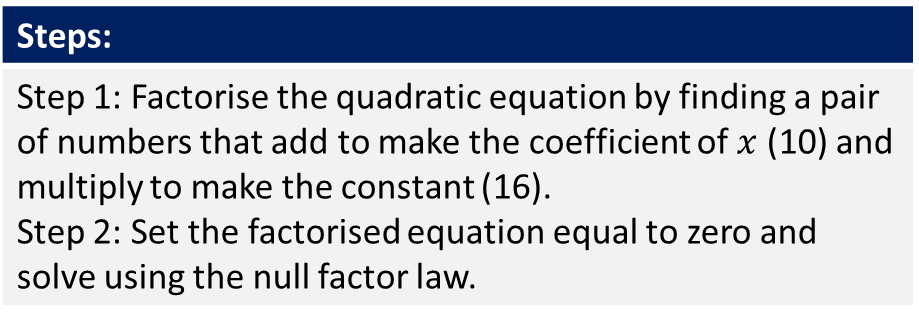 Steps:
Step 1: Factorise the quadratic equation by finding a pair
of numbers that add to make the coefficient of 𝑥 (10) and
multiply to make the constant (16).
Step 2: Set the factorised equation equal to zero and
solve using the null factor law.